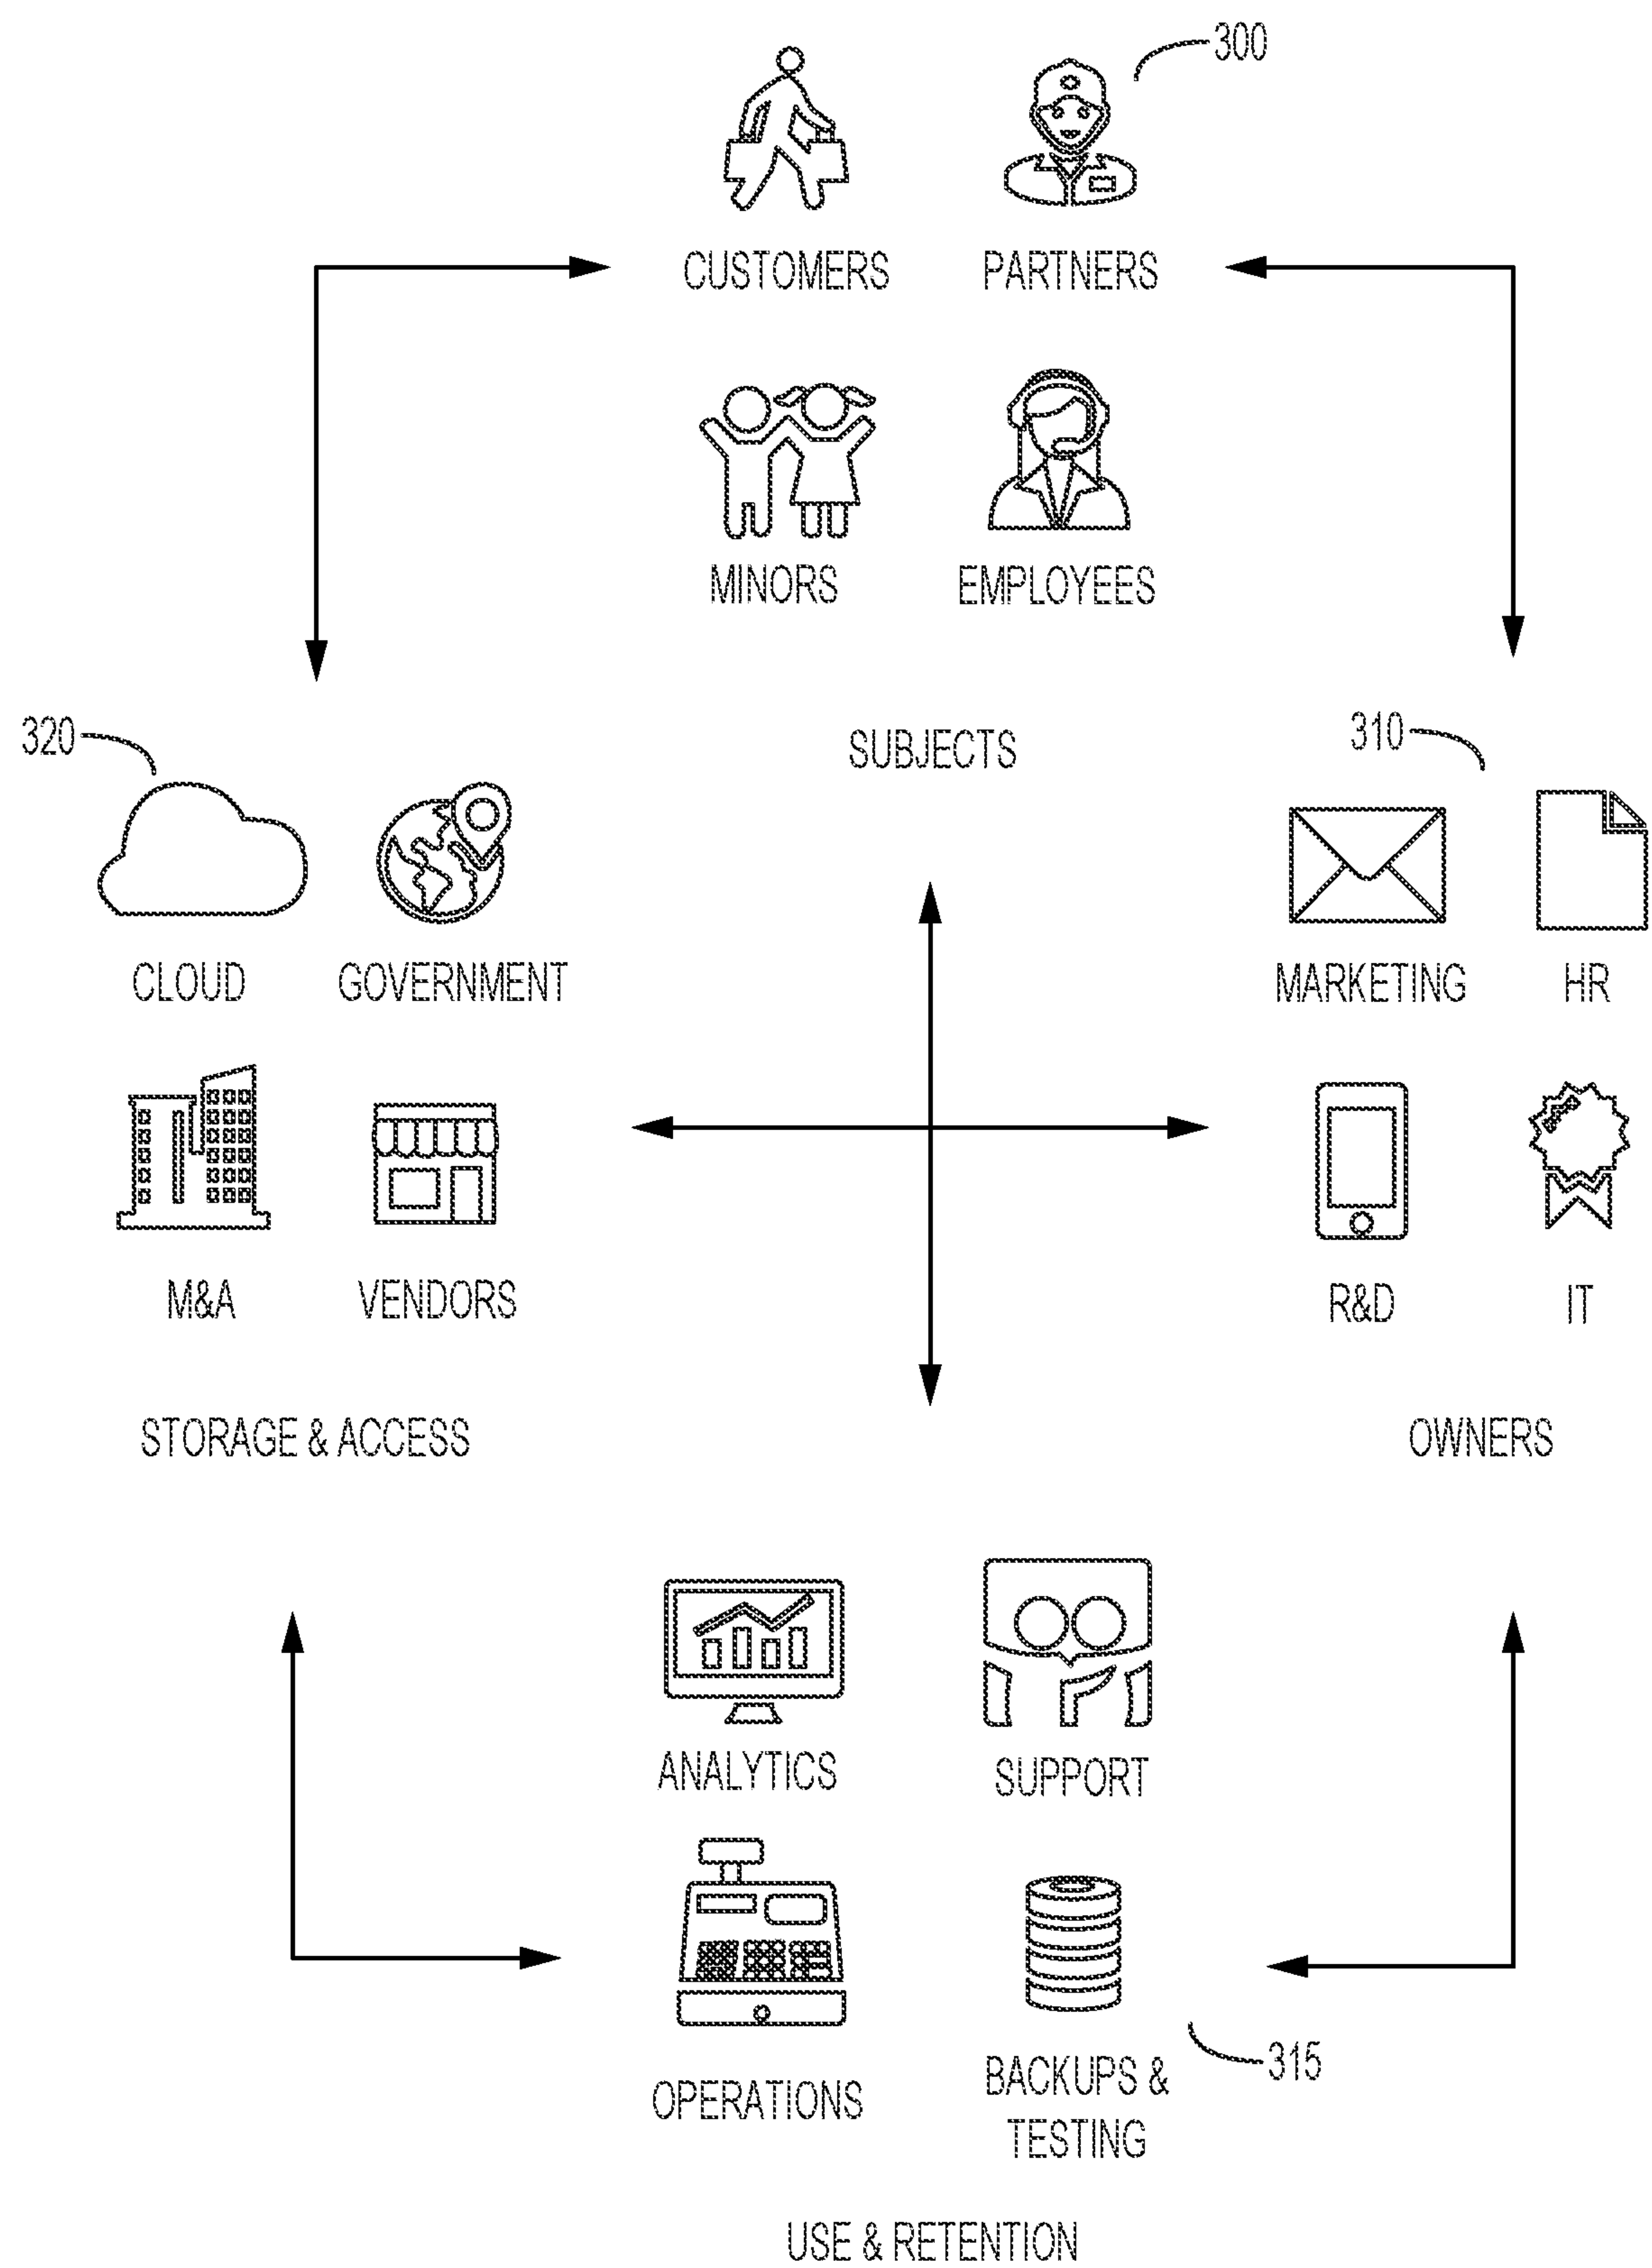 300
CUSTOMERS
PARTNERS
MINORS
EMPLOYEES
SUBJECTS
320
CLOUD
GOVERNMENT
M&A
VENDORS
STORAGE & ACCESS
310
MARKETING
HR
R&D
IT
OWNERS
ANALYTICS
SUPPORT
OPERATIONS
BACKUPS &
TESTING
315
USE & RETENTION